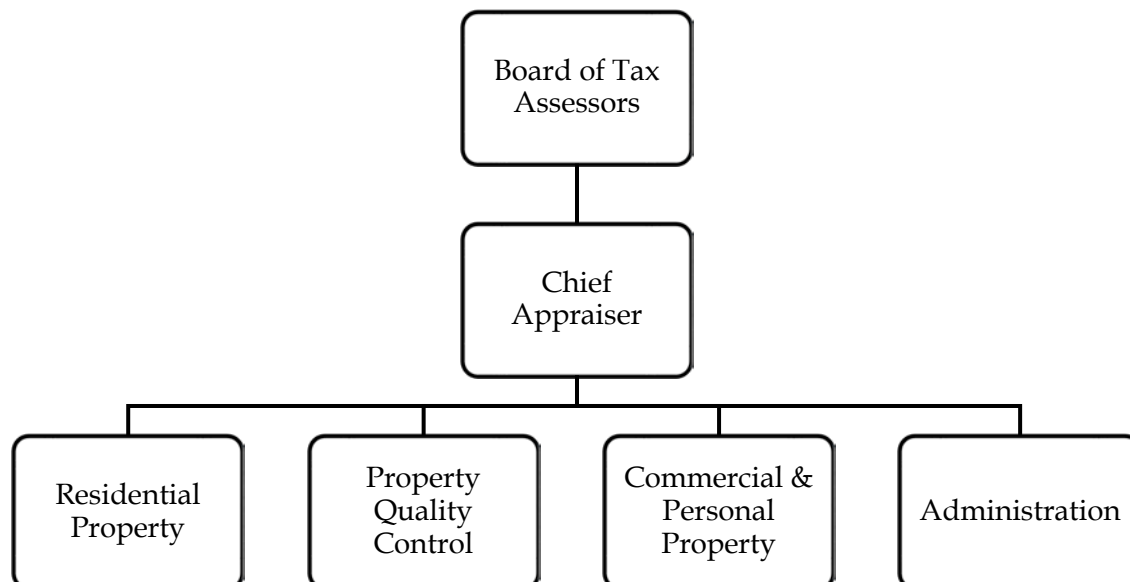 Board of Tax
Assessors
Chief
Appraiser
Residential
Property
Property
Quality
Control
Commercial &
Personal
Property
Administration